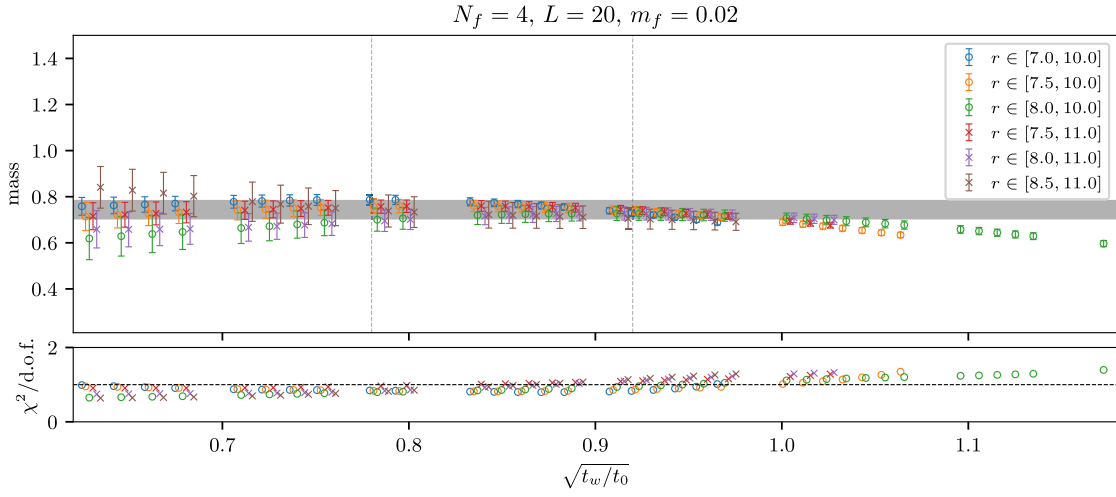 N_f = 4, L = 20, m_f = 0.02
mass
1.4
1.2
1.0
0.8
0.6
0.4
r ∈ [7.0, 10.0]
r ∈ [7.5, 10.0]
r ∈ [8.0, 10.0]
r ∈ [7.5, 11.0]
r ∈ [8.0, 11.0]
r ∈ [8.5, 11.0]
χ²/d.o.f.
2
1
0
0.7 0.8 0.9 1.0 1.1
√(t_w/t_0)